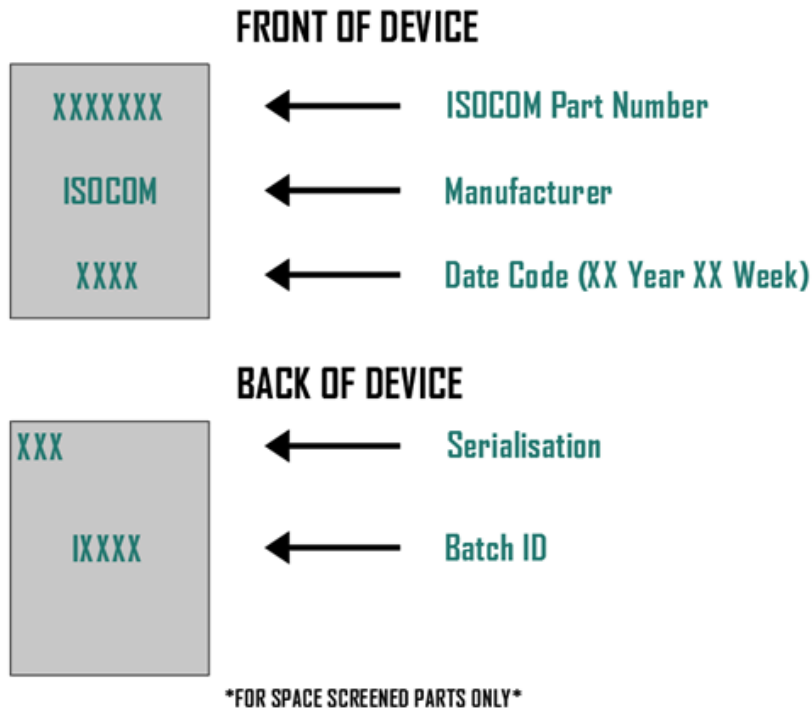 FRONT OF DEVICE
XXXXXXX
ISOCOM Part Number
ISOCOM
Manufacturer
XXXX
Date Code (XX Year XX Week)
BACK OF DEVICE
XXX
Serialisation
IXXXX
Batch ID
*FOR SPACE SCREENED PARTS ONLY*